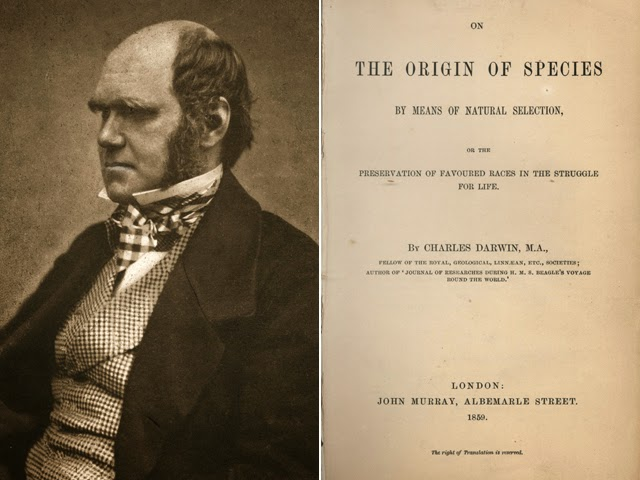 ON
THE ORIGIN OF SPECIES
BY MEANS OF NATURAL SELECTION,
OR THE
PRESERVATION OF FAVOURED RACES IN THE STRUGGLE
FOR LIFE.
BY CHARLES DARWIN, M.A.,
FELLOW OF THE ROYAL, GEOLOGICAL, LINNÆAN, ETC., SOCIETIES;
AUTHOR OF 'JOURNAL OF RESEARCHES DURING H. M. S. BEAGLE'S VOYAGE
ROUND THE WORLD.'
LONDON:
JOHN MURRAY, ALBEMARLE STREET.
1859.
The right of Translation is reserved.